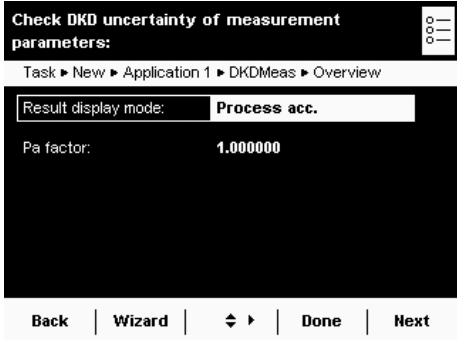 Check DKD uncertainty of measurement
parameters:
Task ▸ New ▸ Application 1 ▸ DKDMeas ▸ Overview
Result display mode: Process acc.
Pa factor: 1.000000
Back Wizard Done Next